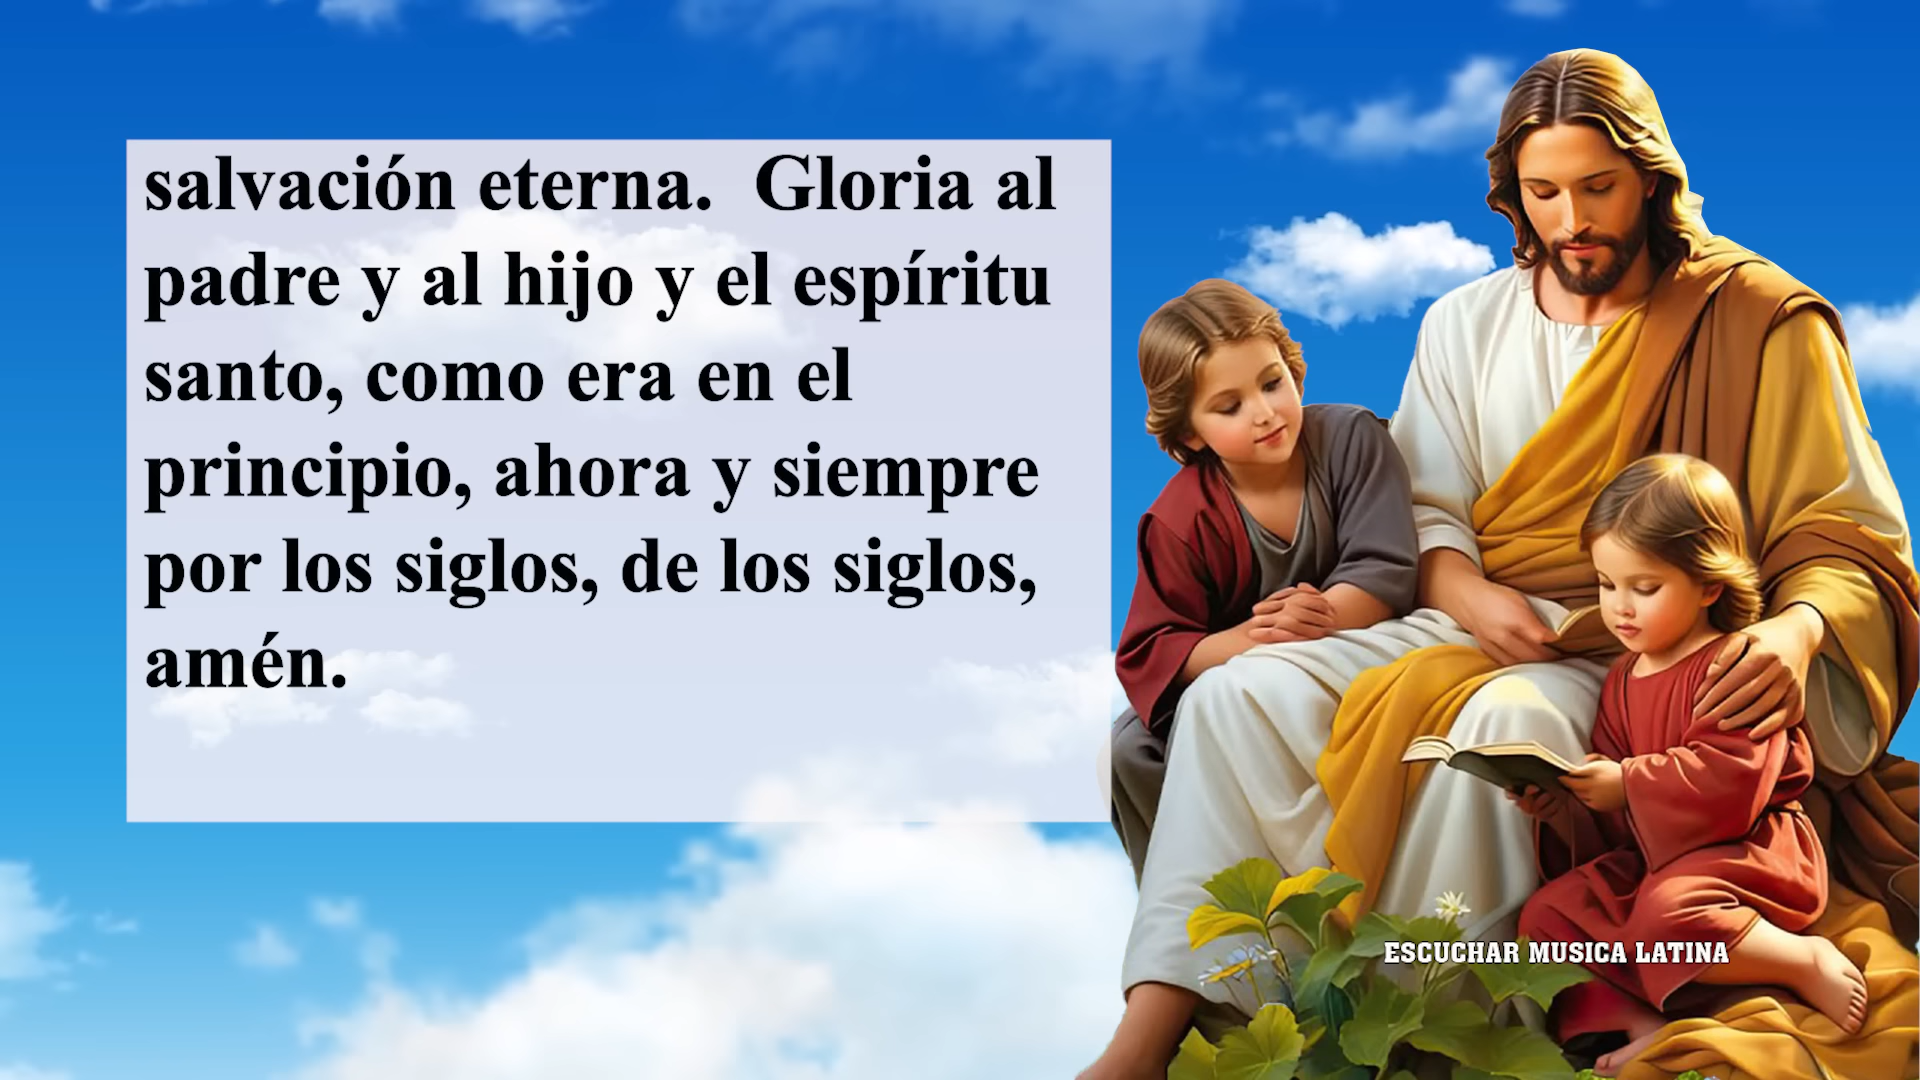 salvación eterna.  Gloria al
padre y al hijo y el espíritu
santo, como era en el
principio, ahora y siempre
por los siglos, de los siglos,
amén.
ESCUCHAR MUSICA LATINA